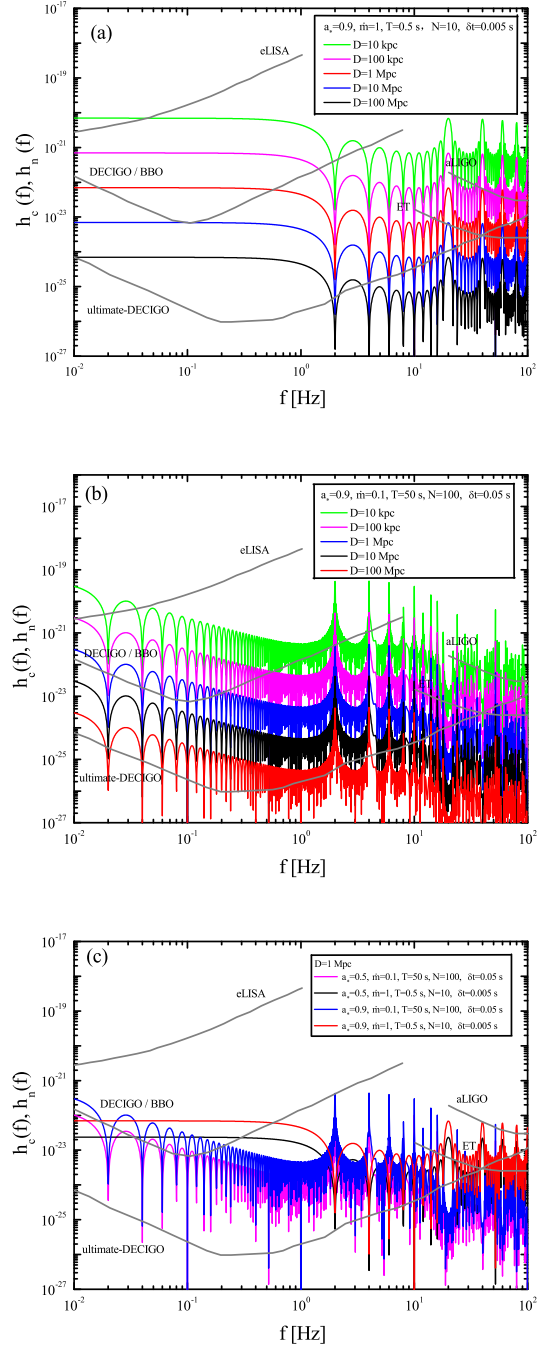 (a)
a*=0.9, ṁ=1, T=0.5 s, N=10, δt=0.005 s
D=10 kpc
D=100 kpc
D=1 Mpc
D=10 Mpc
D=100 Mpc
eLISA
DECIGO / BBO
aLIGO
ET
ultimate-DECIGO
h_c(f), h_n(f)
10^-17
10^-19
10^-21
10^-23
10^-25
10^-27
10^-2 10^-1 10^0 10^1 10^2
f [Hz]
(b)
a*=0.9, ṁ=0.1, T=50 s, N=100, δt=0.05 s
D=10 kpc
D=100 kpc
D=1 Mpc
D=10 Mpc
D=100 Mpc
eLISA
DECIGO / BBO
aLIGO
ET
ultimate-DECIGO
h_c(f), h_n(f)
10^-17
10^-19
10^-21
10^-23
10^-25
10^-27
10^-2 10^-1 10^0 10^1 10^2
f [Hz]
(c)
D=1 Mpc
a*=0.5, ṁ=0.1, T=50 s, N=100, δt=0.05 s
a*=0.5, ṁ=1, T=0.5 s, N=10, δt=0.005 s
a*=0.9, ṁ=0.1, T=50 s, N=100, δt=0.05 s
a*=0.9, ṁ=1, T=0.5 s, N=10, δt=0.005 s
eLISA
DECIGO / BBO
aLIGO
ET
ultimate-DECIGO
h_c(f), h_n(f)
10^-17
10^-19
10^-21
10^-23
10^-25
10^-27
10^-2 10^-1 10^0 10^1 10^2
f [Hz]